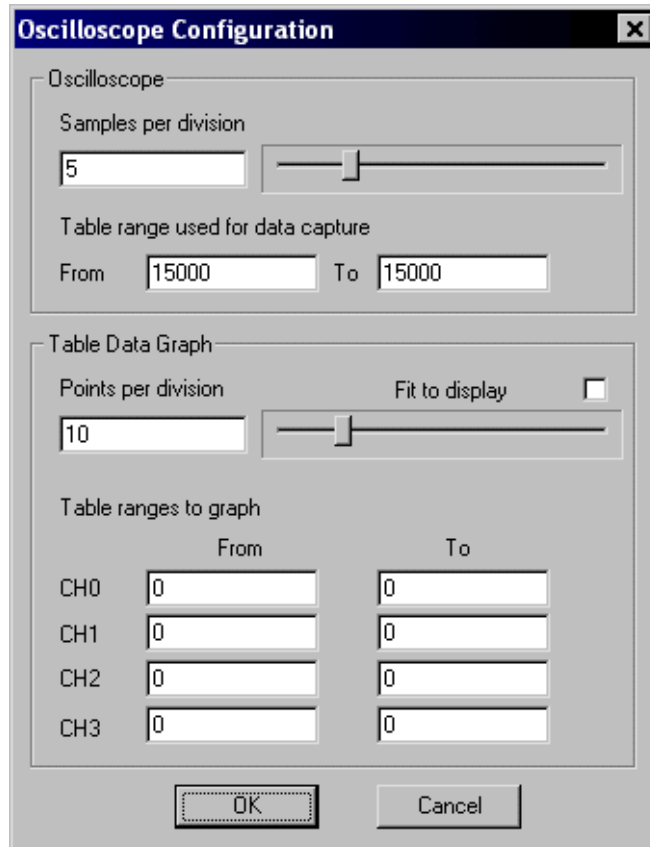 Oscilloscope Configuration
Oscilloscope
Samples per division
5
Table range used for data capture
From 15000 To 15000
Table Data Graph
Points per division Fit to display
10
Table ranges to graph
From To
CH0 0 0
CH1 0 0
CH2 0 0
CH3 0 0
OK Cancel